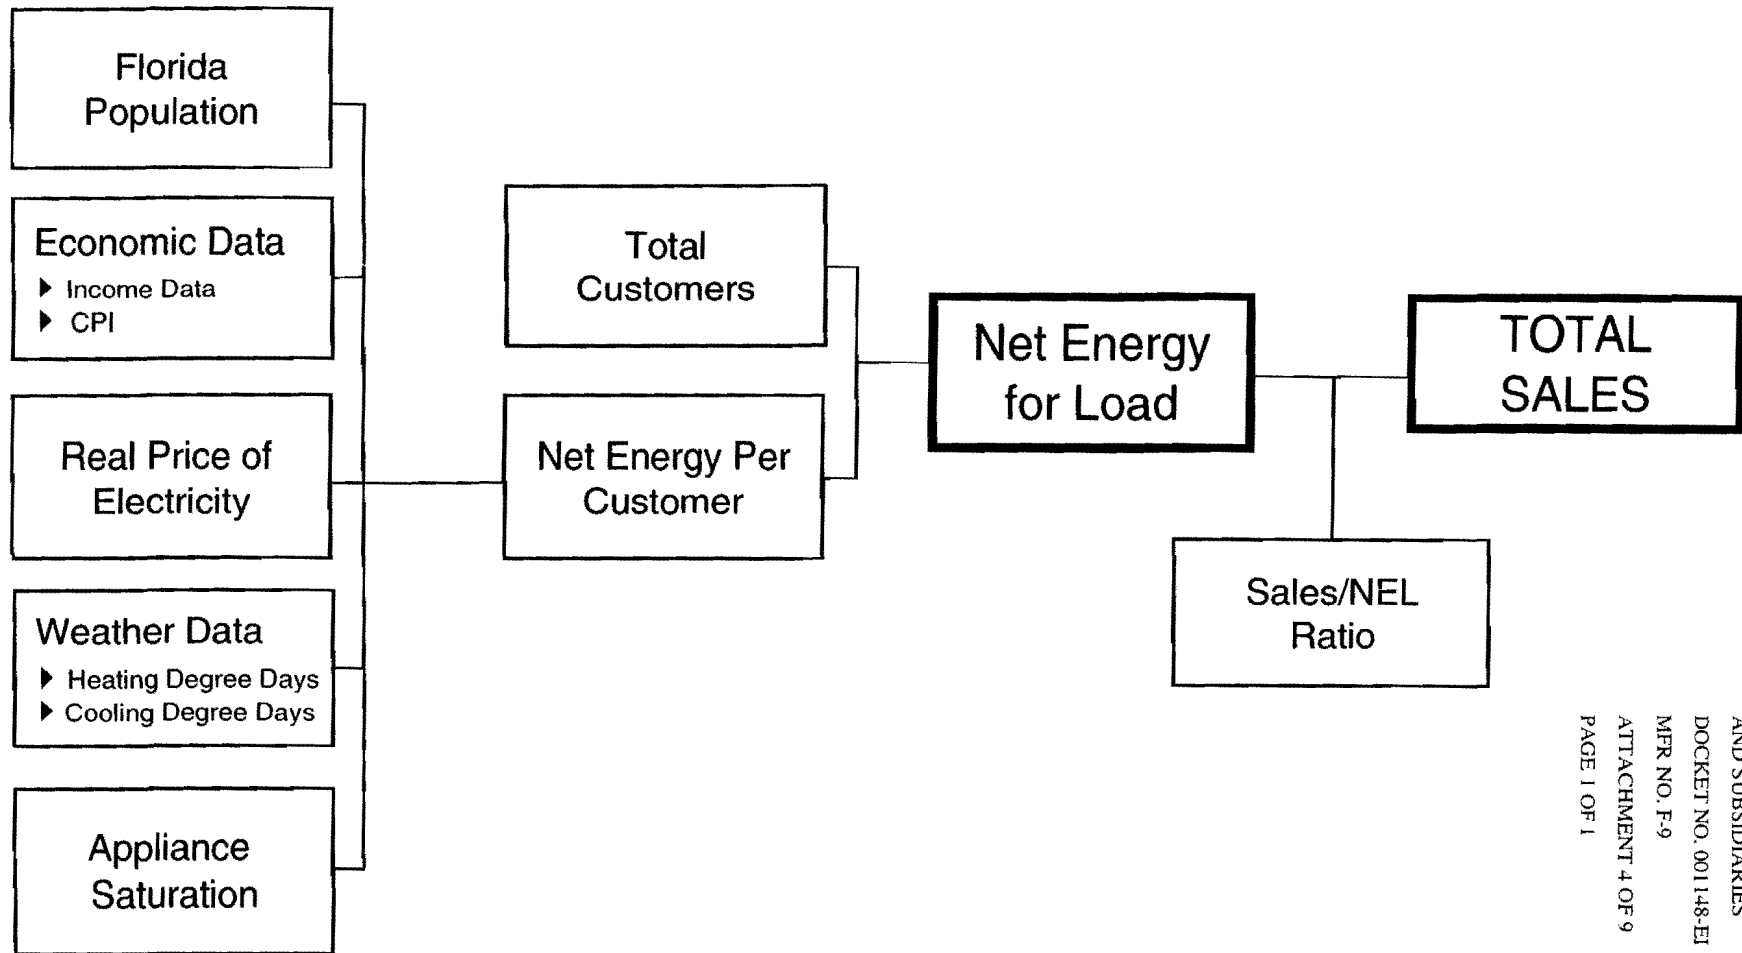 Florida
Population
Economic Data
Income Data
CPI
Real Price of
Electricity
Weather Data
Heating Degree Days
Cooling Degree Days
Appliance
Saturation
Total
Customers
Net Energy Per
Customer
Net Energy
for Load
TOTAL
SALES
Sales/NEL
Ratio
AND SUBSIDIARIES
DOCKET NO. 001148-EI
MFR NO. F-9
ATTACHMENT 4 OF 9
PAGE 1 OF 1